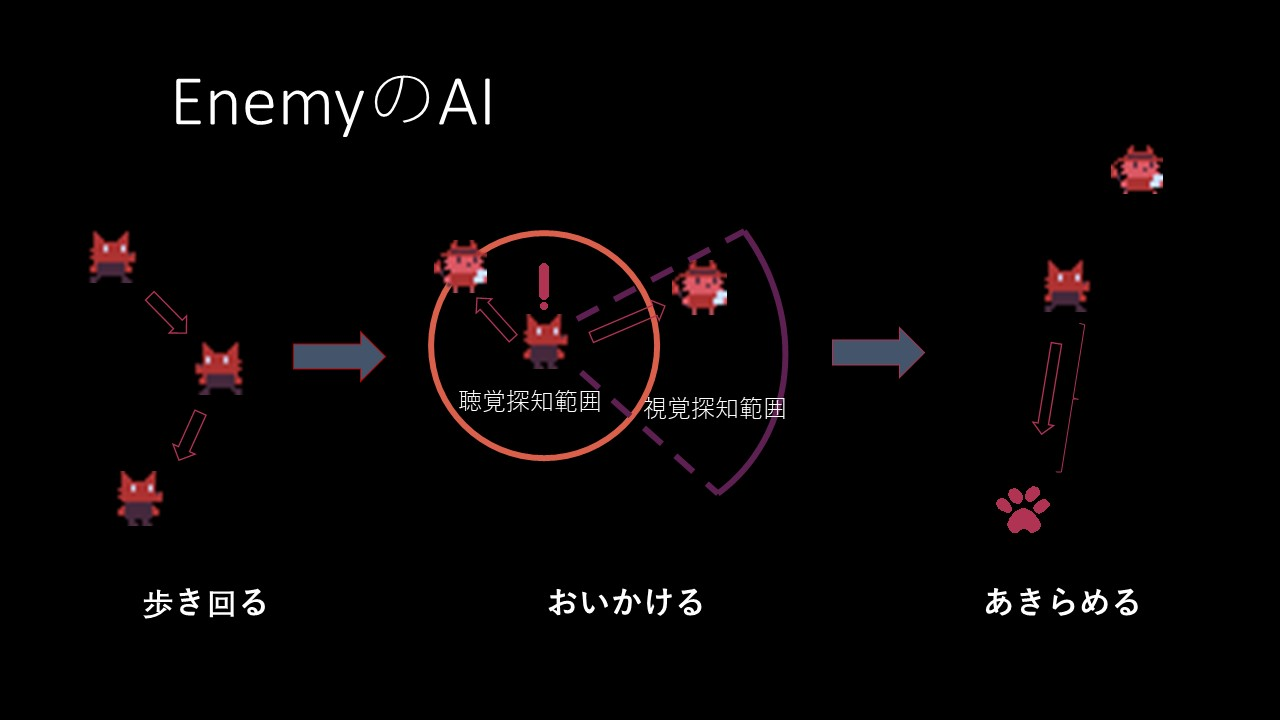 EnemyのAI
聴覚探知範囲
視覚探知範囲
歩き回る
おいかける
あきらめる